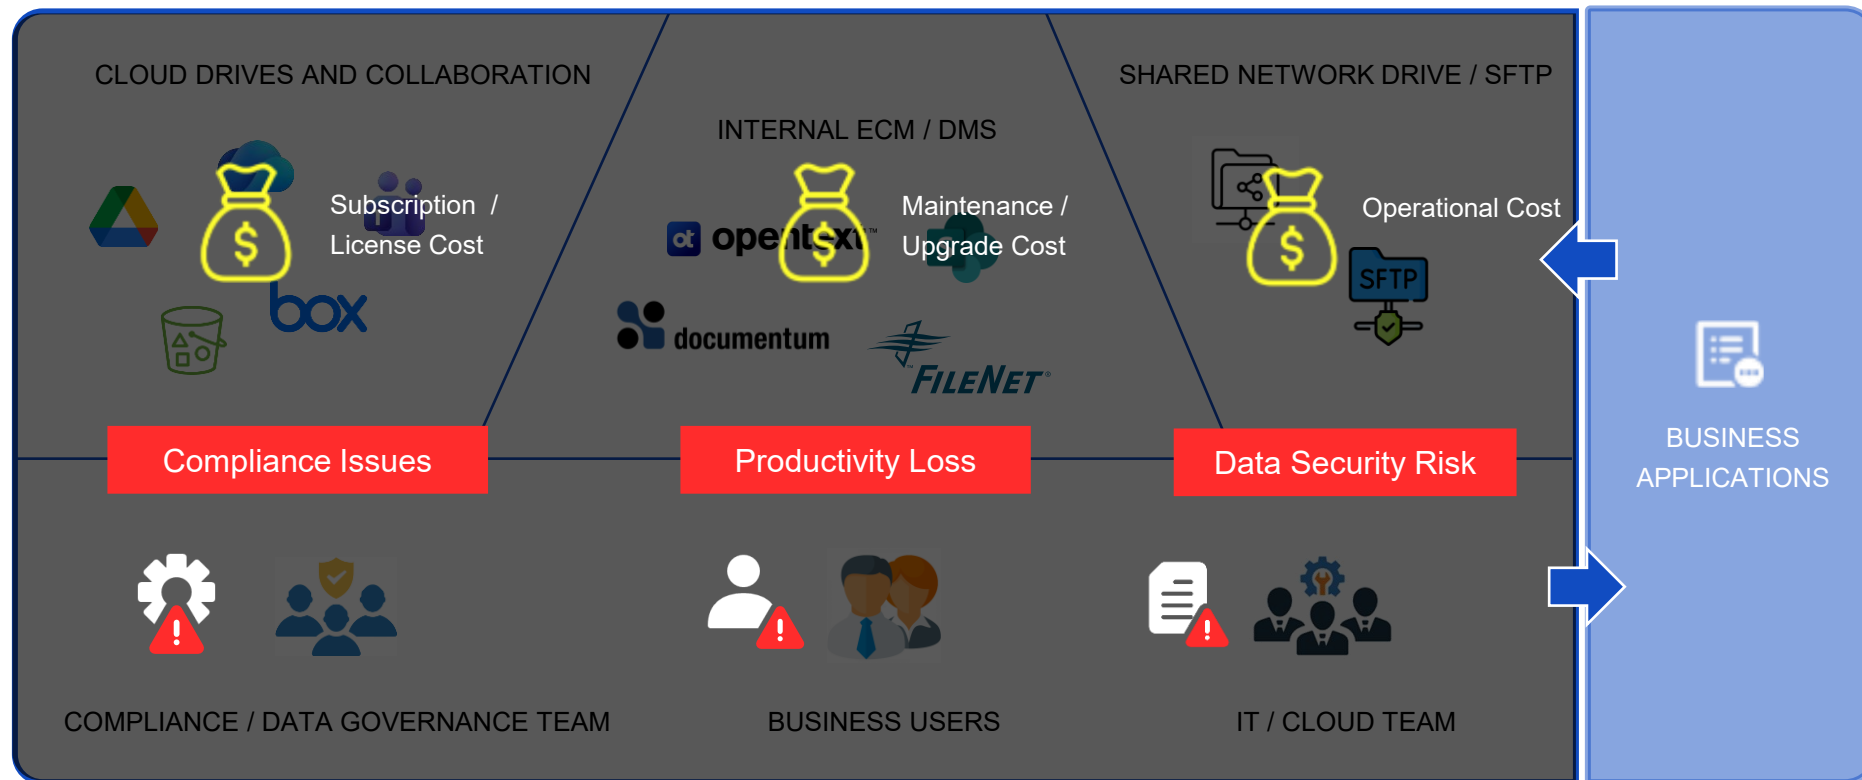 CLOUD DRIVES AND COLLABORATION
SHARED NETWORK DRIVE / SFTP
INTERNAL ECM / DMS
Subscription /
License Cost
Maintenance /
Upgrade Cost
Operational Cost
opentext™
SFTP
box
documentum
FILENET®
Compliance Issues
Productivity Loss
Data Security Risk
BUSINESS
APPLICATIONS
COMPLIANCE / DATA GOVERNANCE TEAM
BUSINESS USERS
IT / CLOUD TEAM